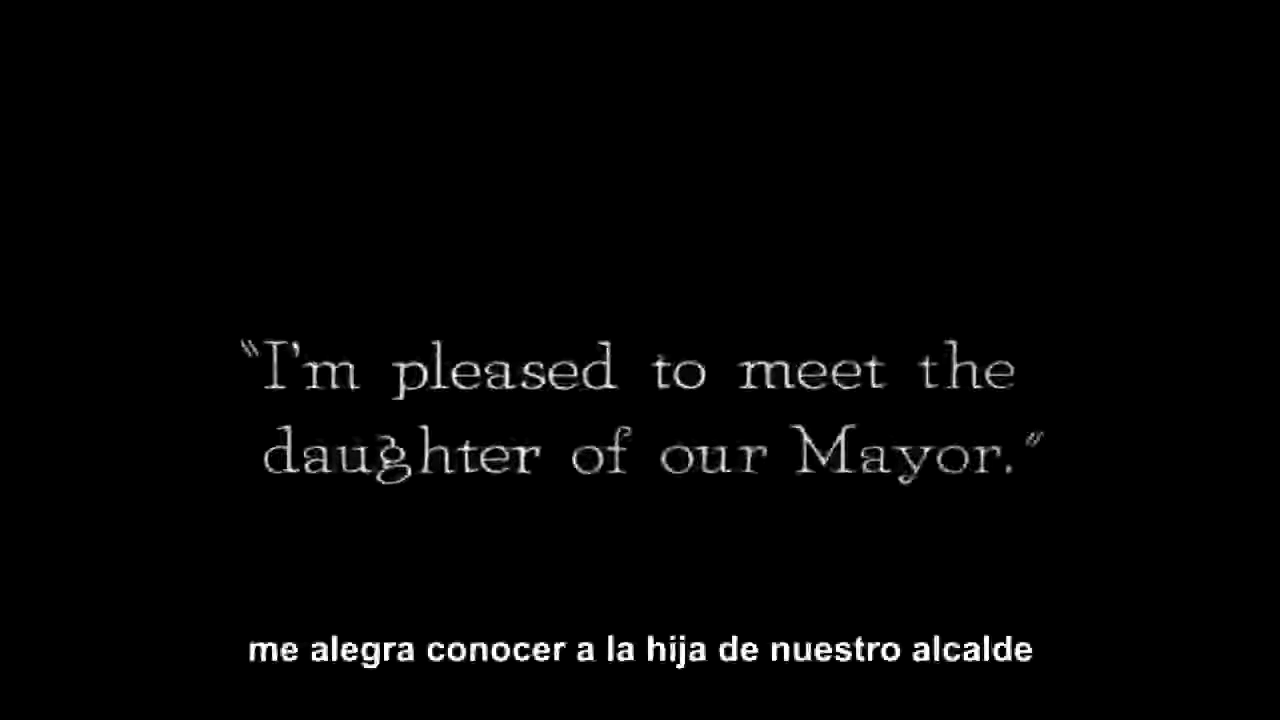 "I'm pleased to meet the
daughter of our Mayor."
me alegra conocer a la hija de nuestro alcalde